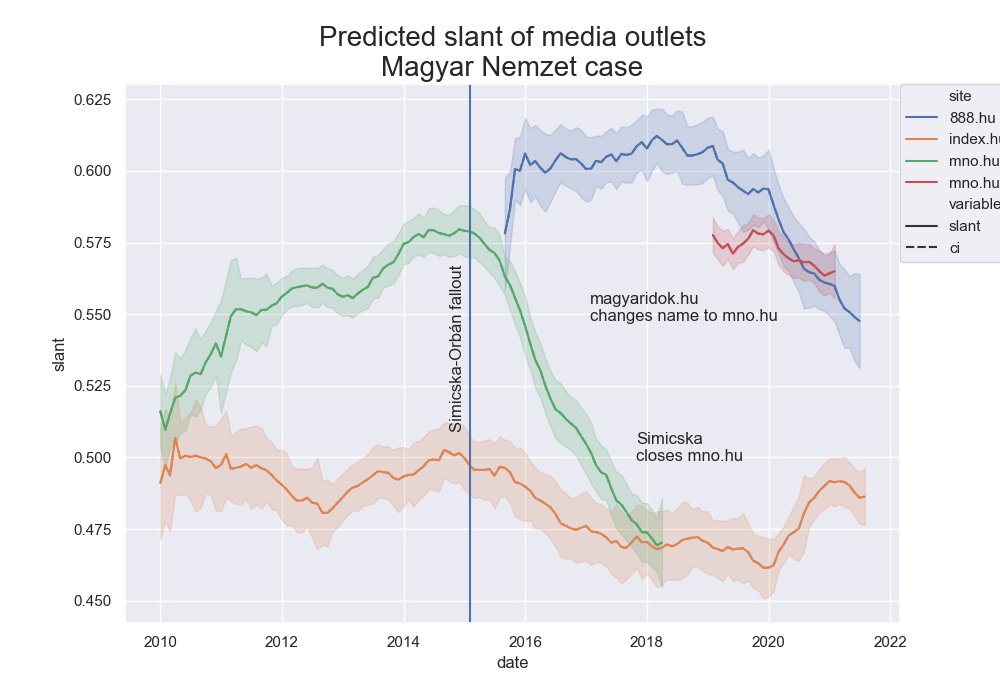 Predicted slant of media outlets
Magyar Nemzet case
slant
0.625
0.600
0.575
0.550
0.525
0.500
0.475
0.450
Simicska-Orbán fallout
magyaridok.hu
changes name to mno.hu
Simicska
closes mno.hu
site
888.hu
index.hu
mno.hu
mno.hu
variable
slant
ci
2010
2012
2014
2016
2018
2020
2022
date